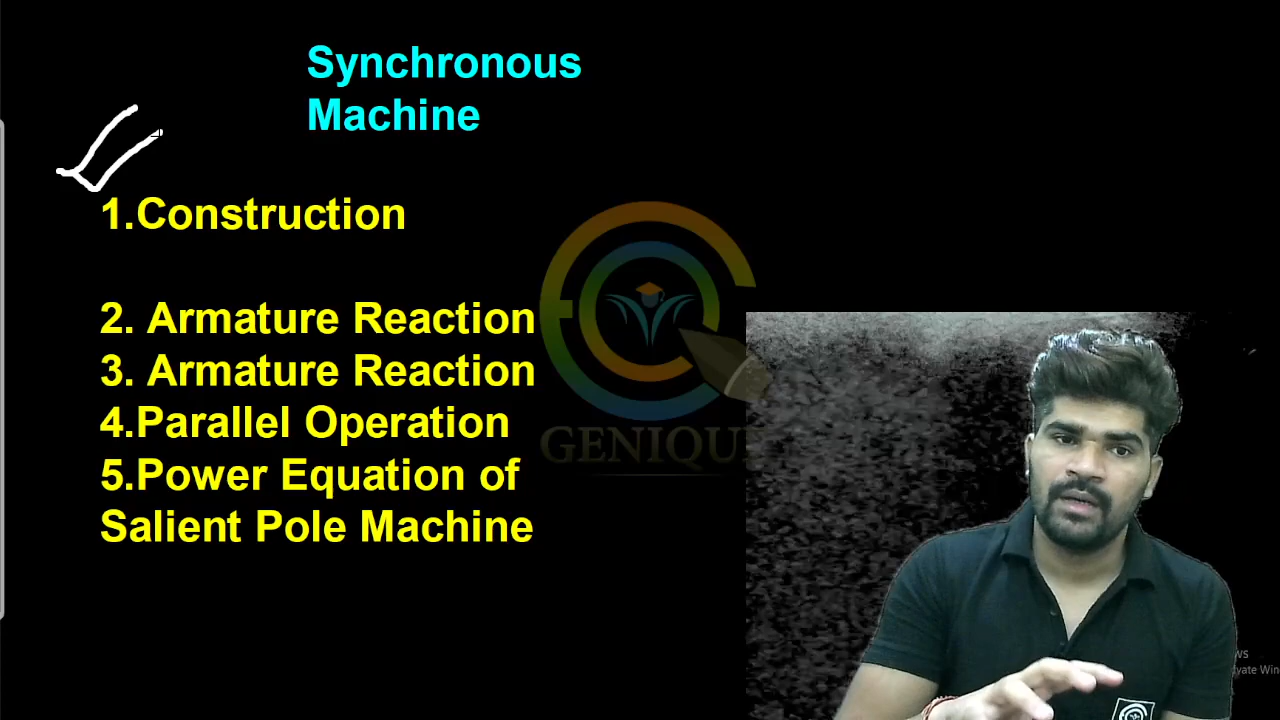 Synchronous
Machine
1.Construction
2. Armature Reaction
3. Armature Reaction
4.Parallel Operation
5.Power Equation of
Salient Pole Machine
GENIQUE